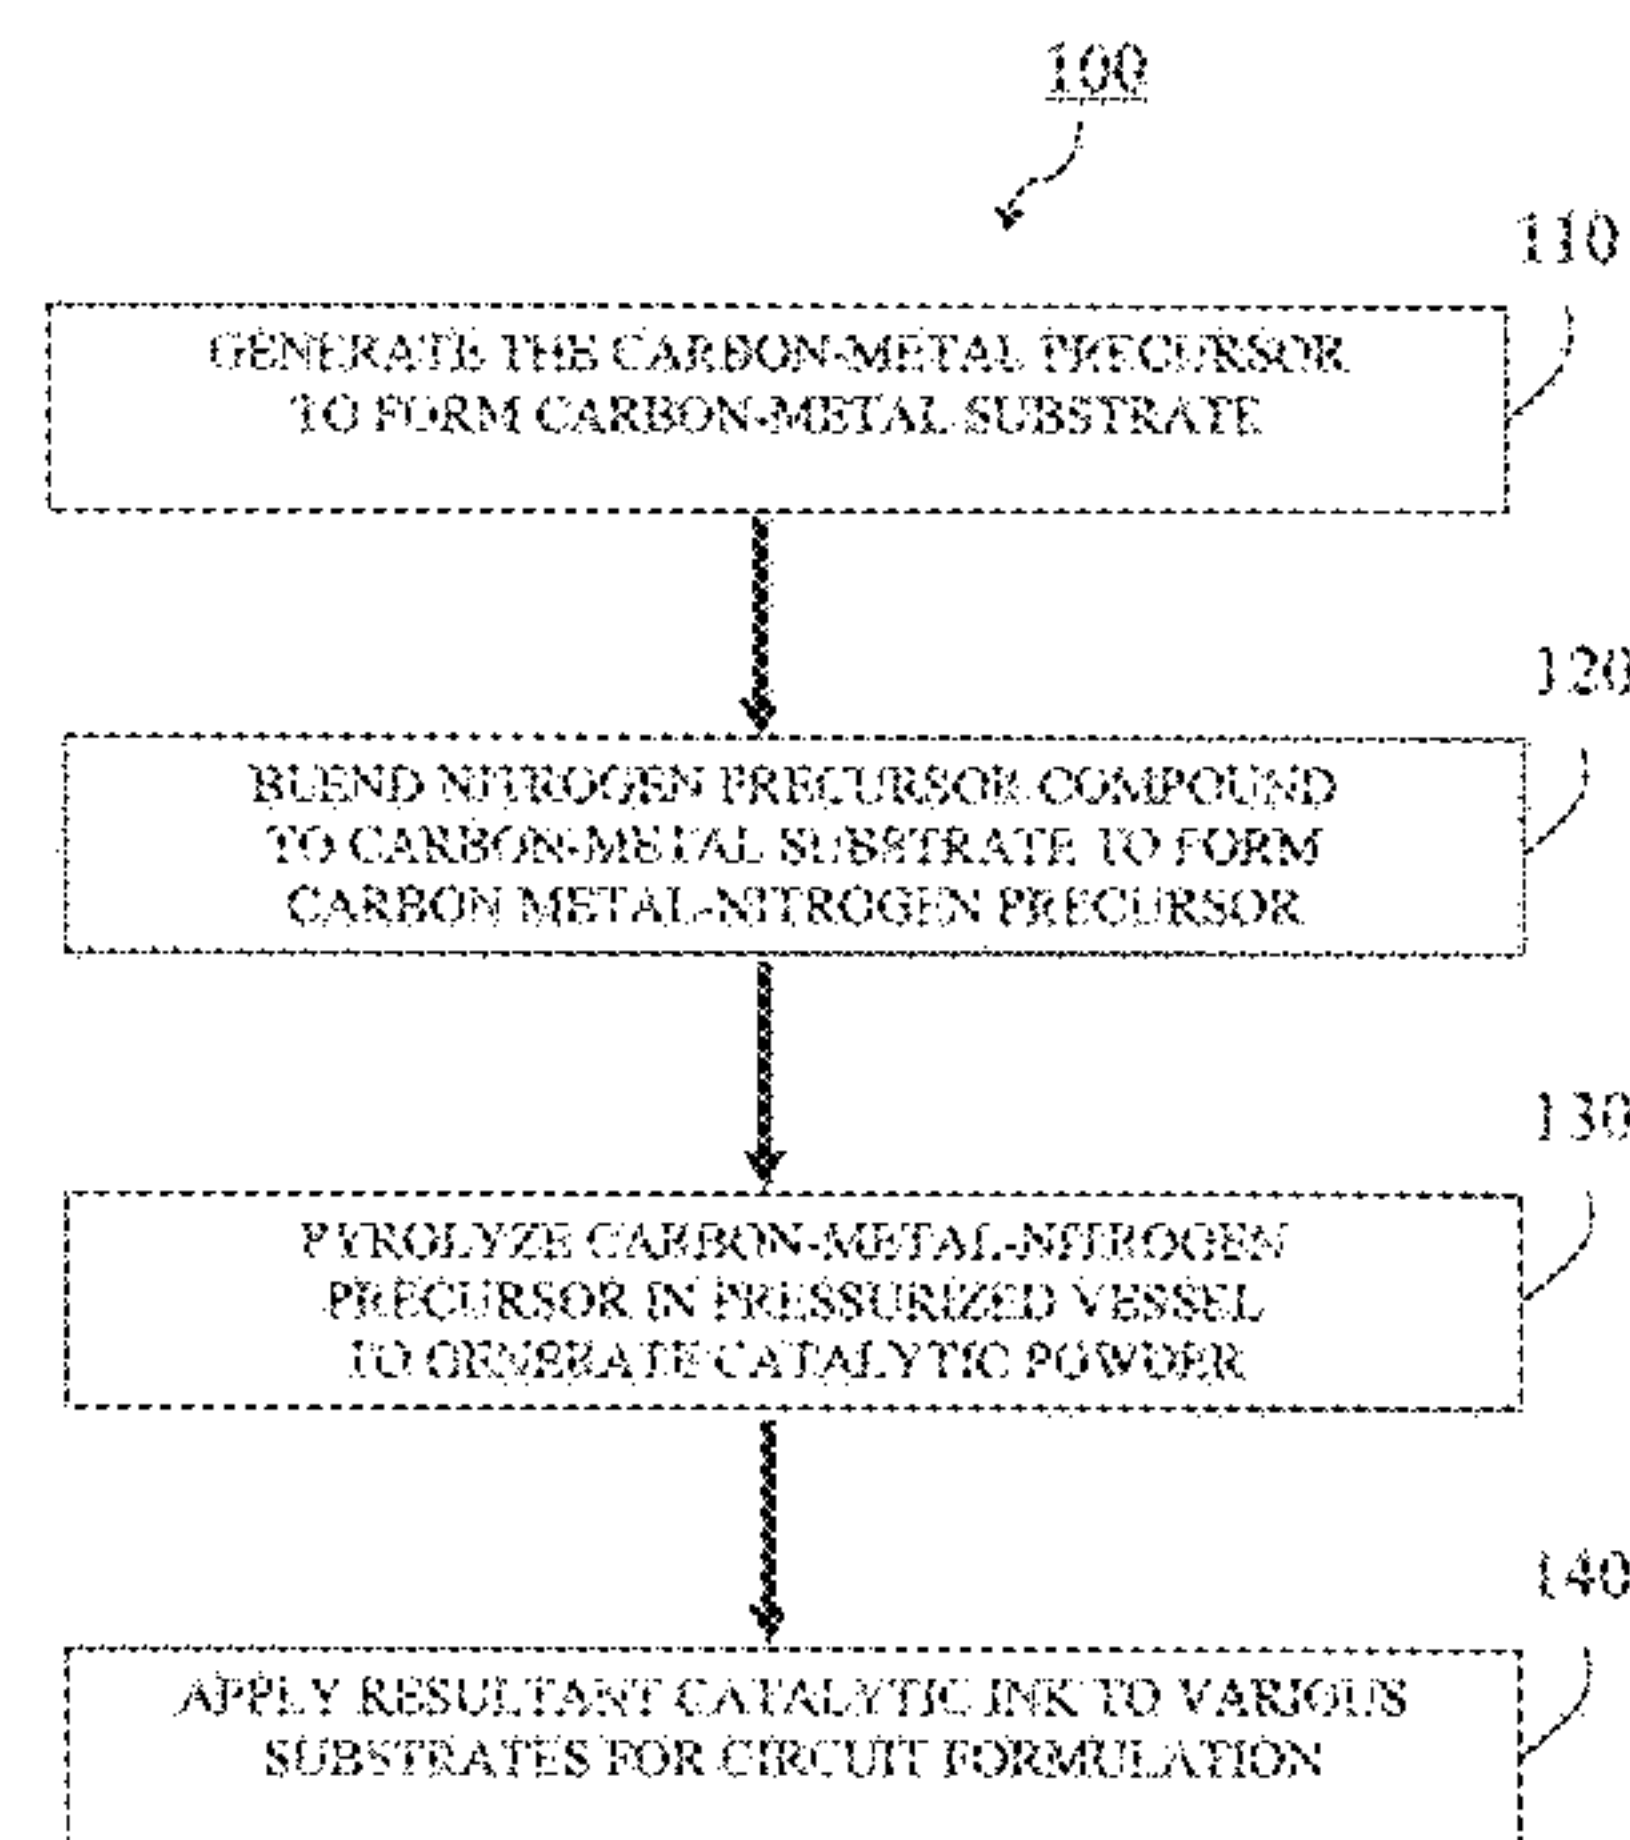 100
110
GENERATE THE CARBON-METAL PRECURSOR
TO FORM CARBON-METAL SUBSTRATE
120
BLEND NITROGEN PRECURSOR COMPOUND
TO CARBON-METAL SUBSTRATE TO FORM
CARBON METAL-NITROGEN PRECURSOR
130
PYROLYZE CARBON-METAL-NITROGEN
PRECURSOR IN PRESSURIZED VESSEL
TO GENERATE CATALYTIC POWDER
140
APPLY RESULTANT CATALYTIC INK TO VARIOUS
SUBSTRATES FOR CIRCUIT FORMULATION